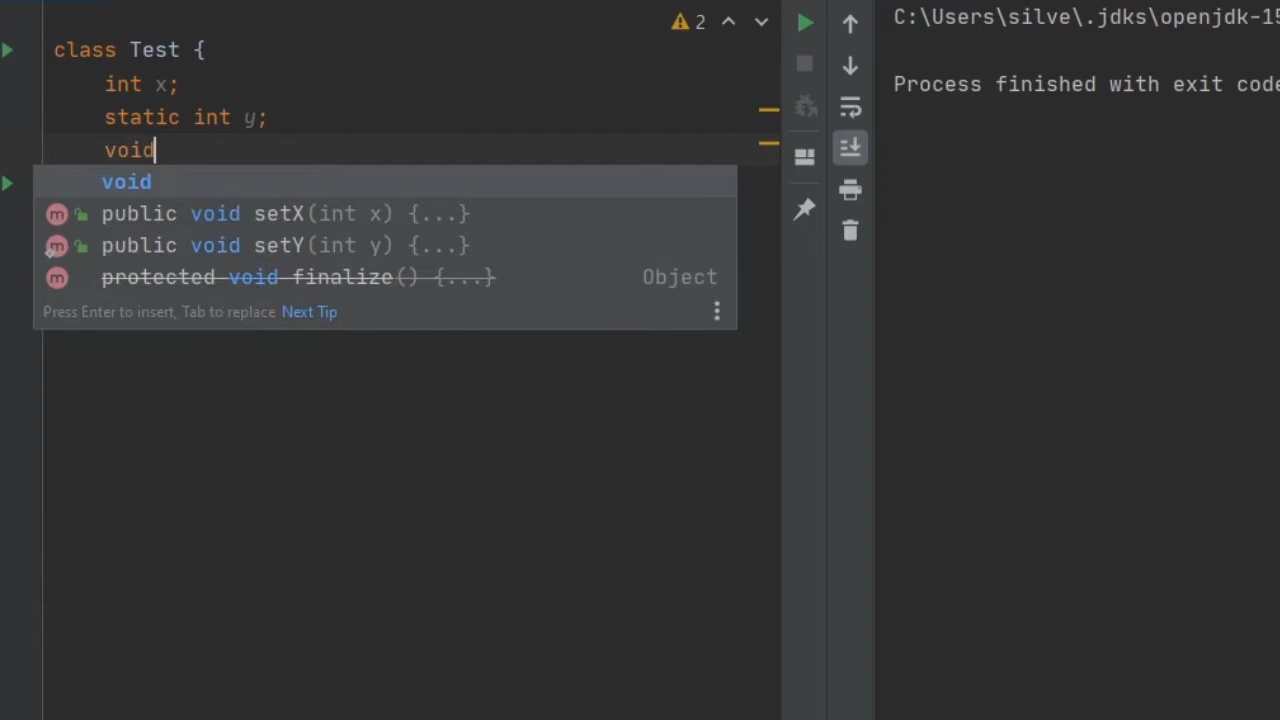 2
class Test {
int x;
static int y;
void
void
public void setX(int x) {...}
public void setY(int y) {...}
protected void finalize() {...} Object
Press Enter to insert, Tab to replace Next Tip
C:\Users\silve\.jdks\openjdk-15
Process finished with exit code